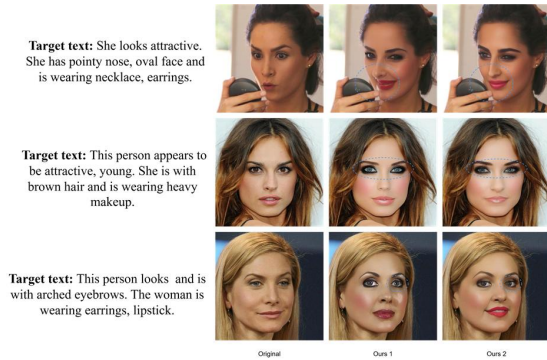 Target text: She looks attractive.
She has pointy nose, oval face and
is wearing necklace, earrings.
Target text: This person appears to
be attractive, young. She is with
brown hair and is wearing heavy
makeup.
Target text: This person looks and is
with arched eyebrows. The woman is
wearing earrings, lipstick.
Original
Ours 1
Ours 2